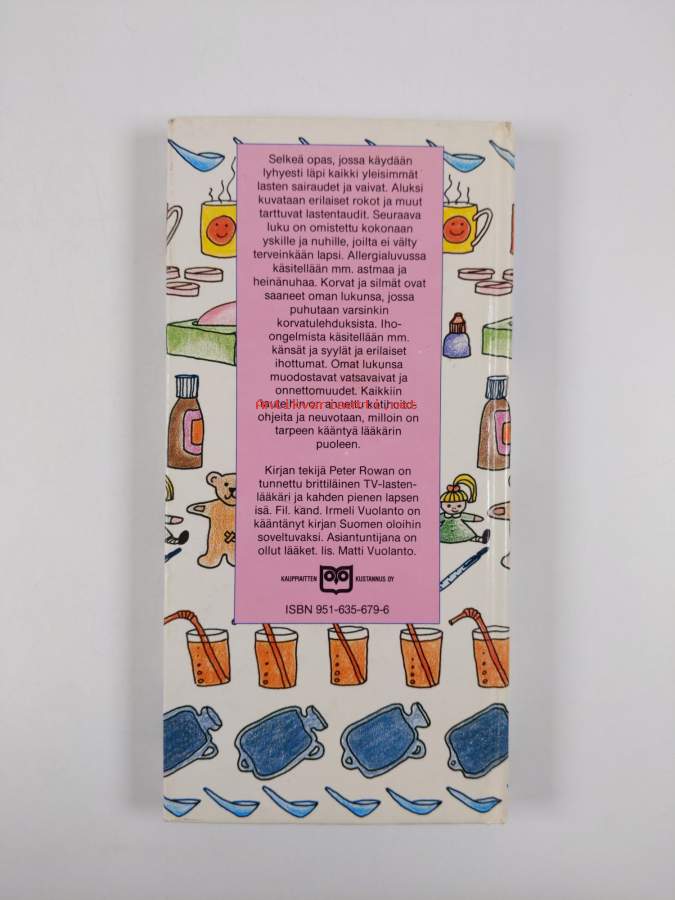 Selkeä opas, jossa käydään
lyhyesti läpi kaikki yleisimmät
lasten sairaudet ja vaivat. Aluksi
kuvataan erilaiset rokot ja muut
tarttuvat lastentaudit. Seuraava
luku on omistettu kokonaan
yskille ja nuhille, joilta ei välty
terveinkään lapsi. Allergialuvussa
käsitellään mm. astmaa ja
heinänuhaa. Korvat ja silmät ovat
saaneet oman lukunsa, jossa
puhutaan varsinkin
korvatulehduksista. Iho-
ongelmista käsitellään mm.
känsät ja syylät ja erilaiset
ihottumat. Omat lukunsa
muodostavat vatsavaivat ja
onnettomuudet. Kaikkiin
tauteihin on annettu kotihoid-
ohjeita ja neuvotaan, milloin on
tarpeen kääntyä lääkärin
puoleen.
Kirjan tekijä Peter Rowan on
tunnettu brittiläinen TV-lasten-
lääkäri ja kahden pienen lapsen
isä. Fil. kand. Irmeli Vuolanto on
kääntänyt kirjan Suomen oloihin
soveltuvaksi. Asiantuntijana on
ollut lääket. lis. Matti Vuolanto.
KAUPPIAITTEN KUSTANNUS OY
ISBN 951-635-679-6